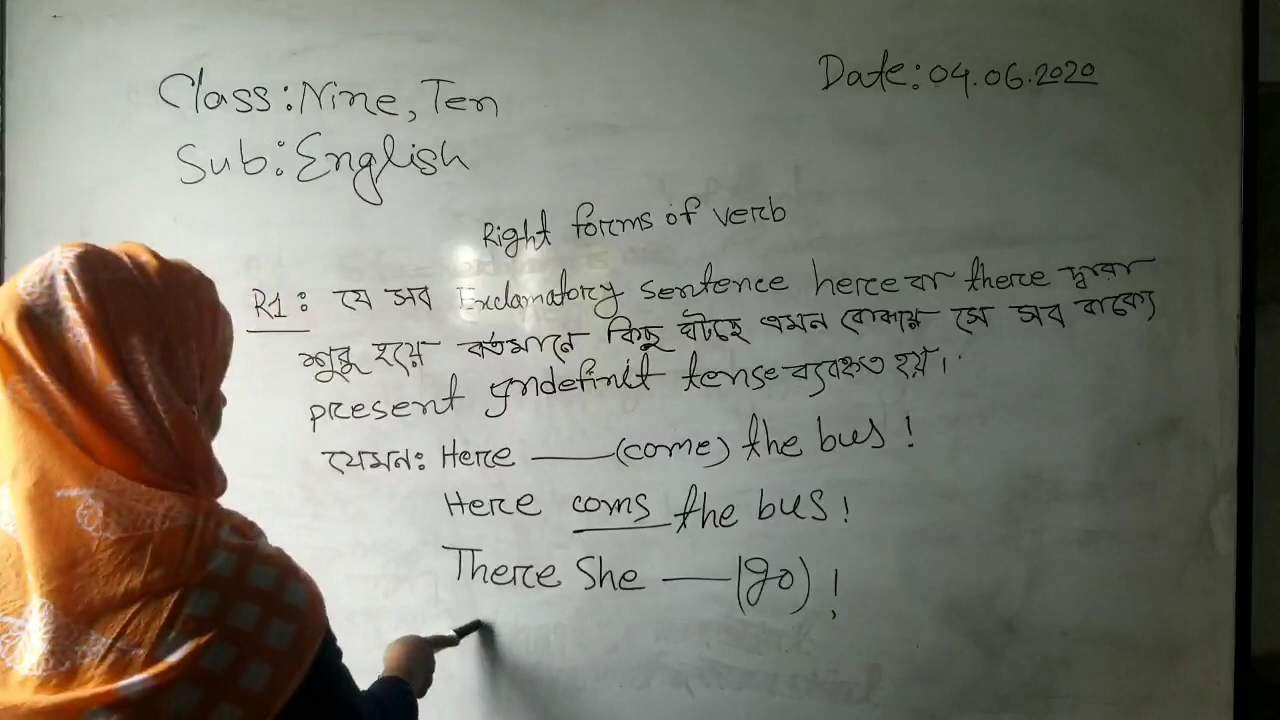 Class: Nine, Ten
Date: 04.06.2020
Sub: English
Right forms of verb
R1: যে সব Exclamatory sentence here বা there দ্বারা
শুরু হয়ে বর্তমানে কিছু ঘটছে এমন বোঝায় সে সব বাক্যে
present Indefinit tense ব্যবহৃত হয়।
যেমন: Here ___ (come) the bus!
Here coms the bus!
There She ___ (go)!